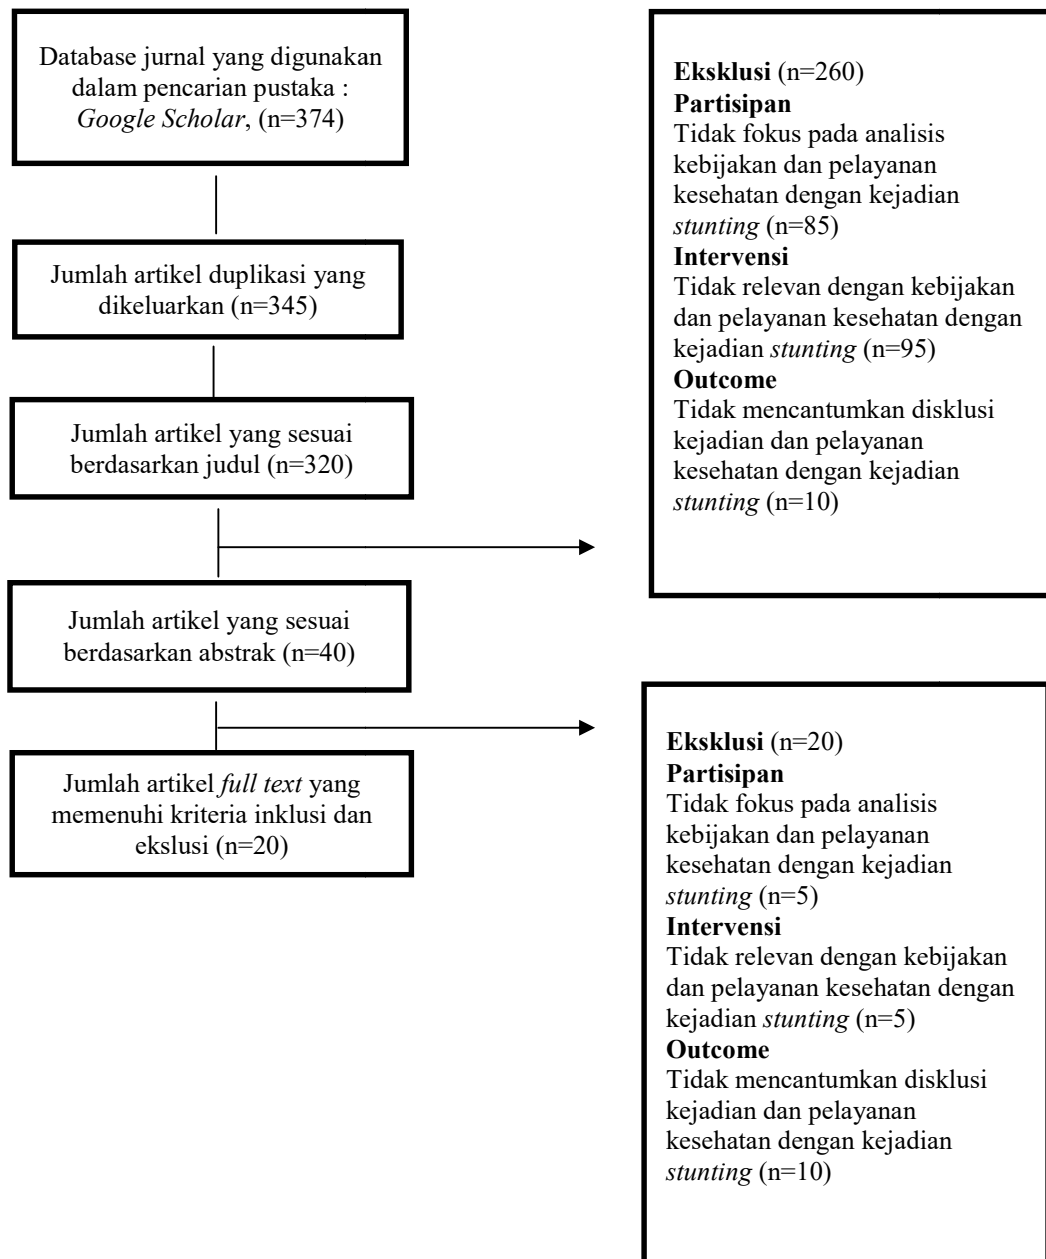 Database jurnal yang digunakan
dalam pencarian pustaka :
Google Scholar, (n=374)
Jumlah artikel duplikasi yang
dikeluarkan (n=345)
Jumlah artikel yang sesuai
berdasarkan judul (n=320)
Jumlah artikel yang sesuai
berdasarkan abstrak (n=40)
Jumlah artikel full text yang
memenuhi kriteria inklusi dan
ekslusi (n=20)
Eksklusi (n=260)
Partisipan
Tidak fokus pada analisis
kebijakan dan pelayanan
kesehatan dengan kejadian
stunting (n=85)
Intervensi
Tidak relevan dengan kebijakan
dan pelayanan kesehatan dengan
kejadian stunting (n=95)
Outcome
Tidak mencantumkan disklusi
kejadian dan pelayanan
kesehatan dengan kejadian
stunting (n=10)
Eksklusi (n=20)
Partisipan
Tidak fokus pada analisis
kebijakan dan pelayanan
kesehatan dengan kejadian
stunting (n=5)
Intervensi
Tidak relevan dengan kebijakan
dan pelayanan kesehatan dengan
kejadian stunting (n=5)
Outcome
Tidak mencantumkan disklusi
kejadian dan pelayanan
kesehatan dengan kejadian
stunting (n=10)